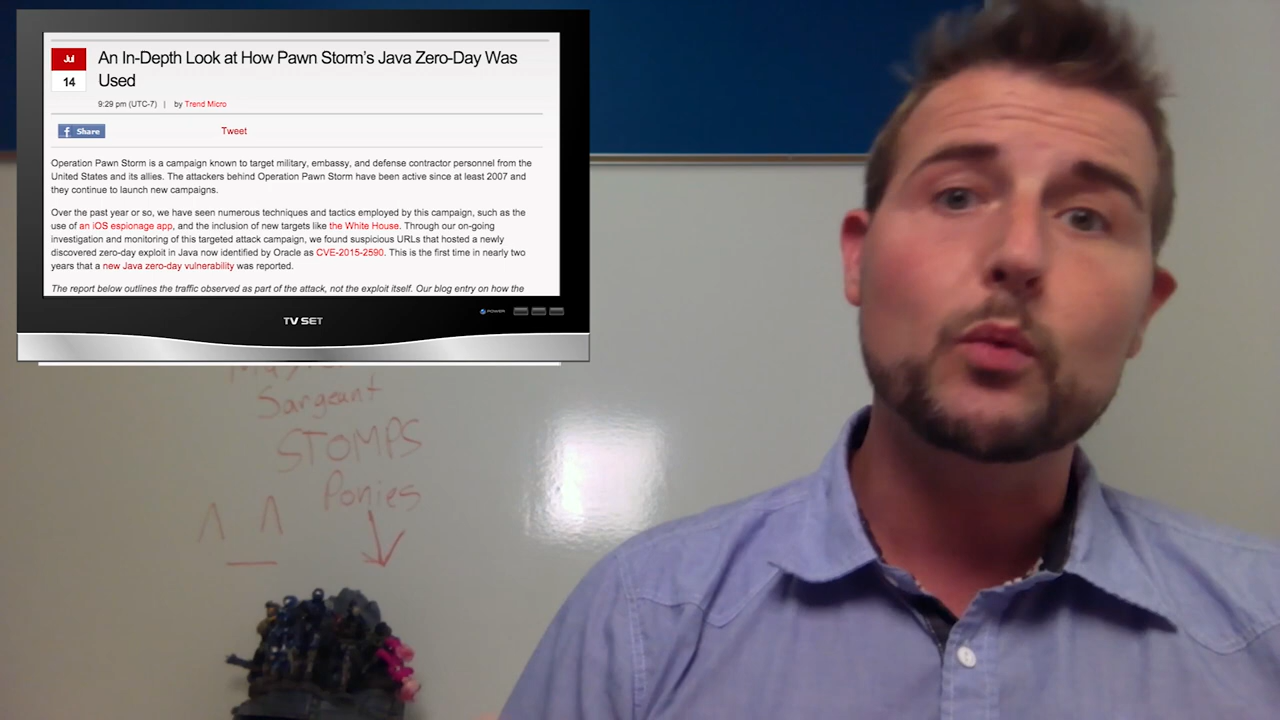 Jul
14
An In-Depth Look at How Pawn Storm's Java Zero-Day Was
Used
9:29 pm (UTC-7) | by Trend Micro
f Share
Tweet
Operation Pawn Storm is a campaign known to target military, embassy, and defense contractor personnel from the
United States and its allies. The attackers behind Operation Pawn Storm have been active since at least 2007 and
they continue to launch new campaigns.
Over the past year or so, we have seen numerous techniques and tactics employed by this campaign, such as the
use of an iOS espionage app, and the inclusion of new targets like the White House. Through our on-going
investigation and monitoring of this targeted attack campaign, we found suspicious URLs that hosted a newly
discovered zero-day exploit in Java now identified by Oracle as CVE-2015-2590. This is the first time in nearly two
years that a new Java zero-day vulnerability was reported.
The report below outlines the traffic observed as part of the attack, not the exploit itself. Our blog entry on how the
POWER
TV SET
Sargeant
STOMPS
Ponies